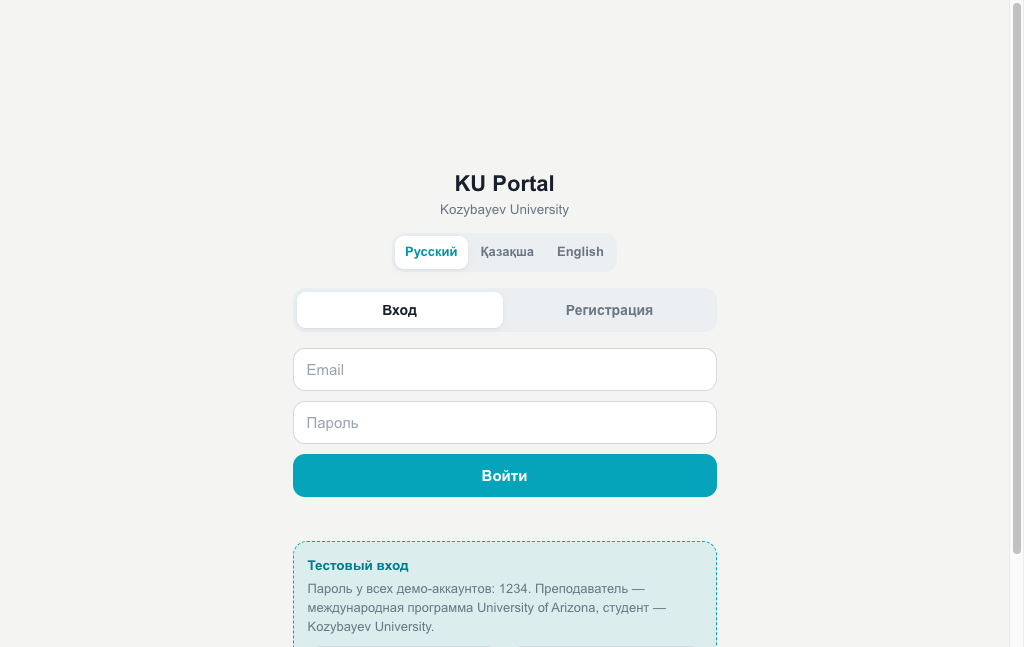 KU Portal
Kozybayev University
Русский Қазақша English
Вход Регистрация
Email
Пароль
Войти
Тестовый вход
Пароль у всех демо-аккаунтов: 1234. Преподаватель —
международная программа University of Arizona, студент —
Kozybayev University.